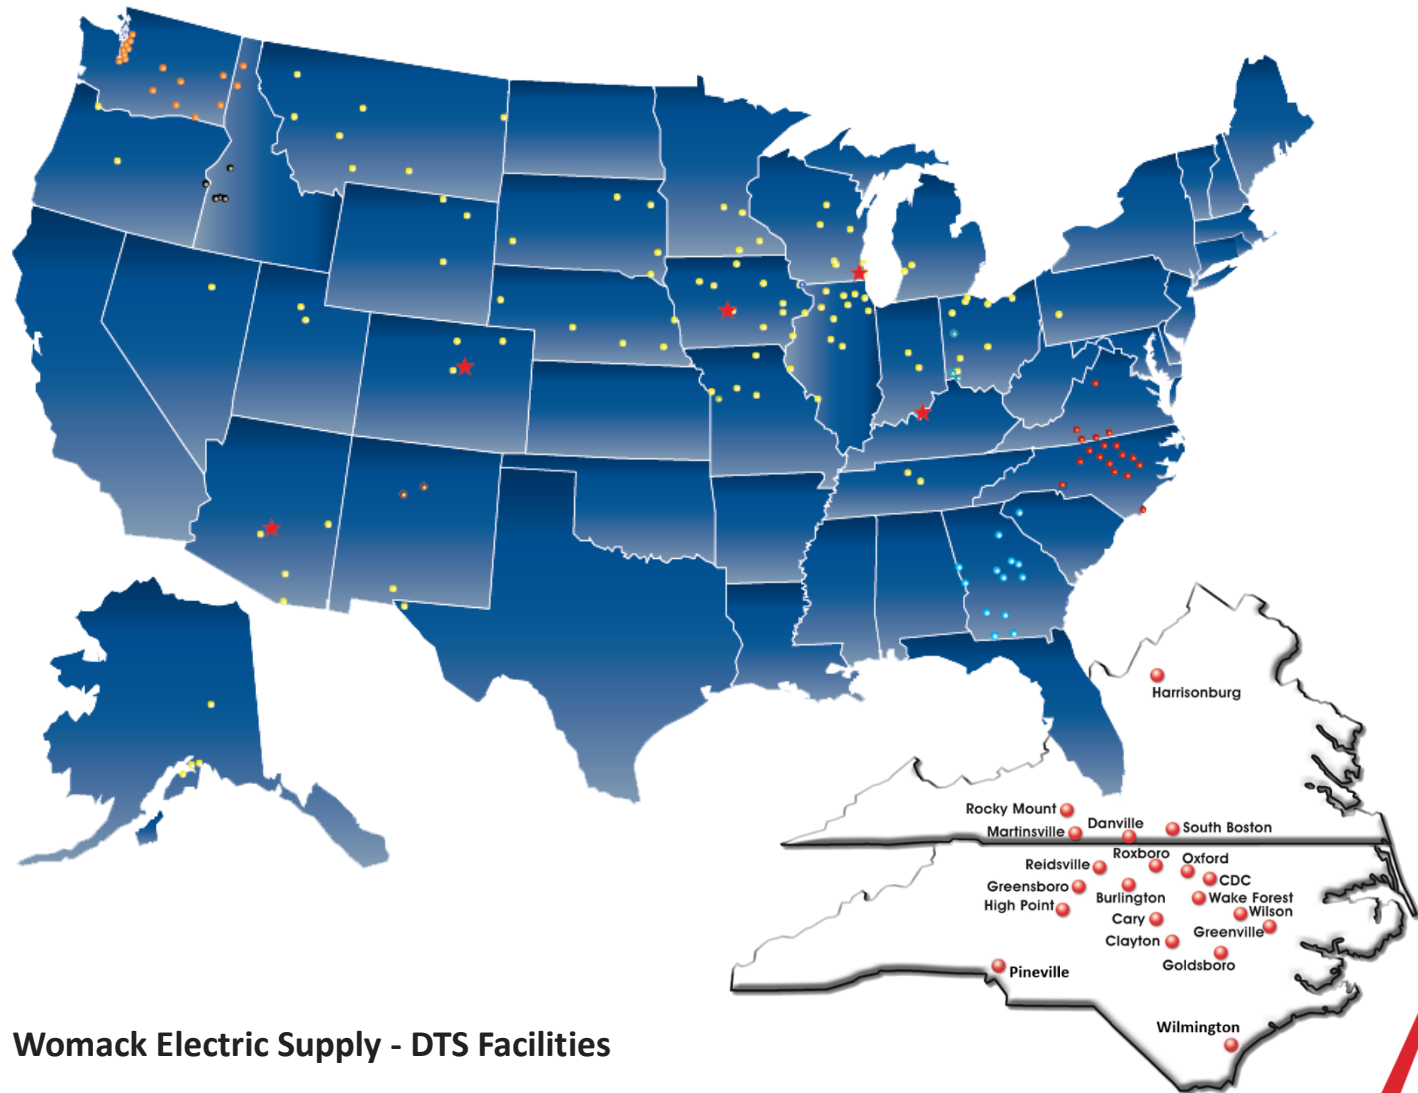 Harrisonburg
Rocky Mount
Martinsville
Danville
South Boston
Reidsville
Roxboro
Oxford
CDC
Greensboro
Burlington
Wake Forest
High Point
Wilson
Cary
Greenville
Clayton
Goldsboro
Pineville
Wilmington
Womack Electric Supply - DTS Facilities